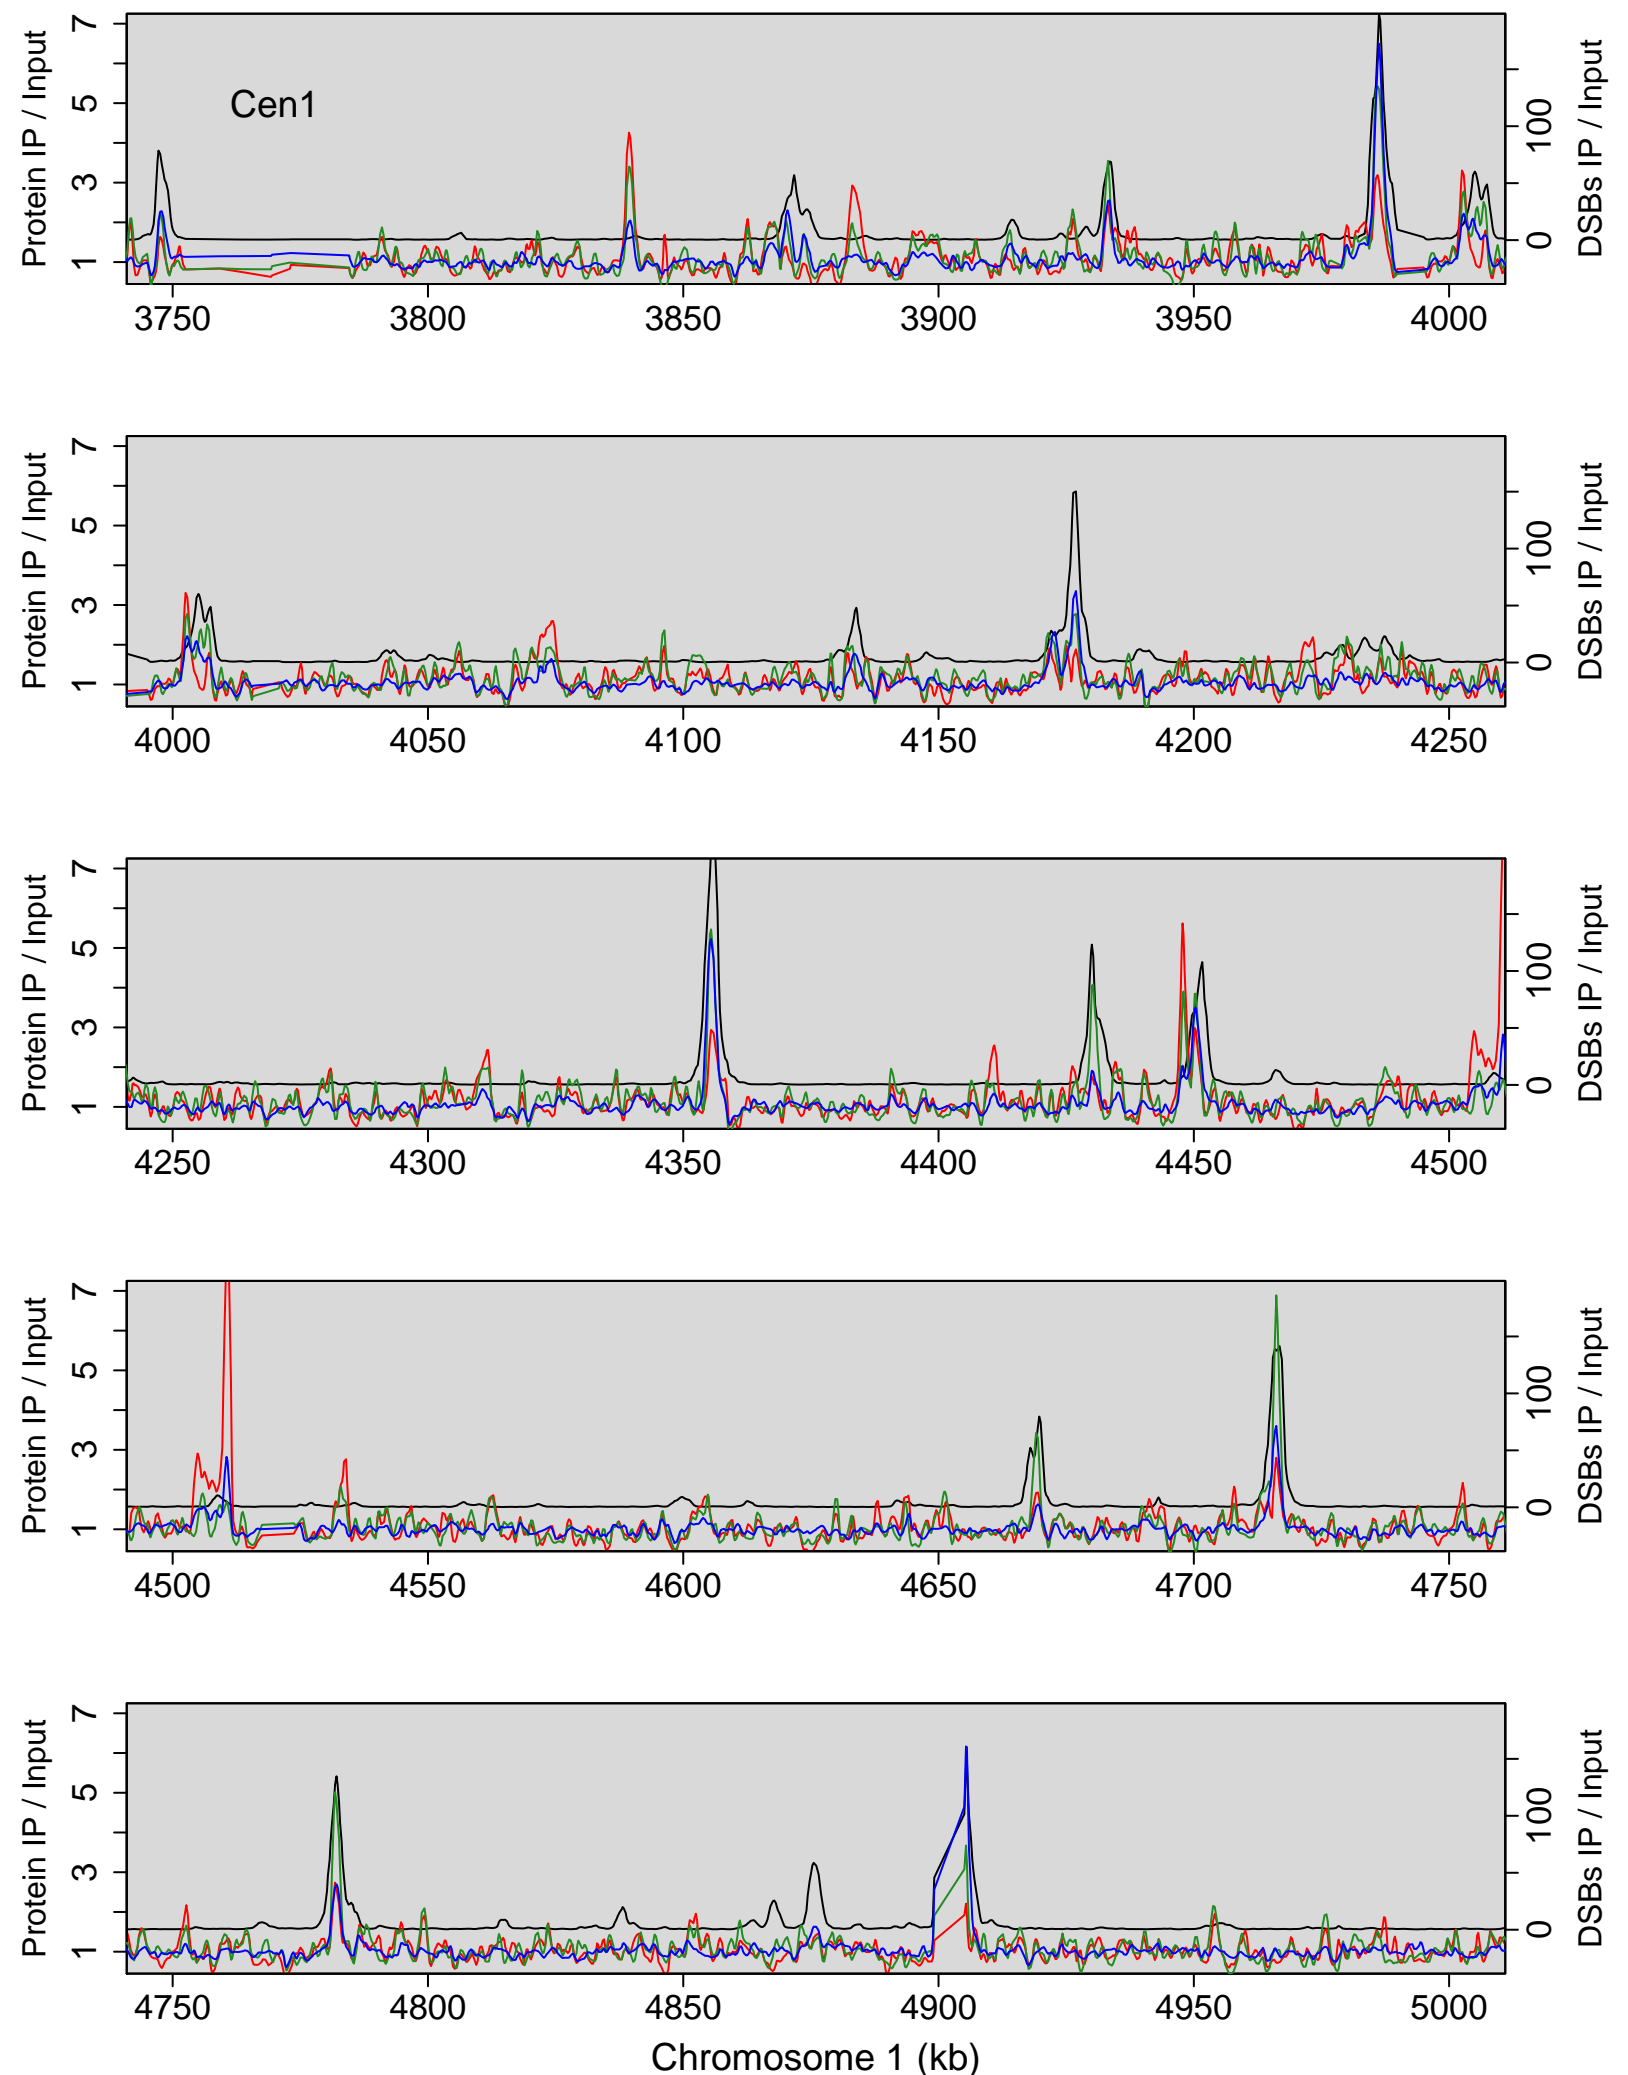 Protein IP / Input
1 3 5 7
Cen1
0 100
DSBs IP / Input
3750 3800 3850 3900 3950 4000
Protein IP / Input
1 3 5 7
0 100
DSBs IP / Input
4000 4050 4100 4150 4200 4250
Protein IP / Input
1 3 5 7
0 100
DSBs IP / Input
4250 4300 4350 4400 4450 4500
Protein IP / Input
1 3 5 7
0 100
DSBs IP / Input
4500 4550 4600 4650 4700 4750
Protein IP / Input
1 3 5 7
0 100
DSBs IP / Input
4750 4800 4850 4900 4950 5000
Chromosome 1 (kb)